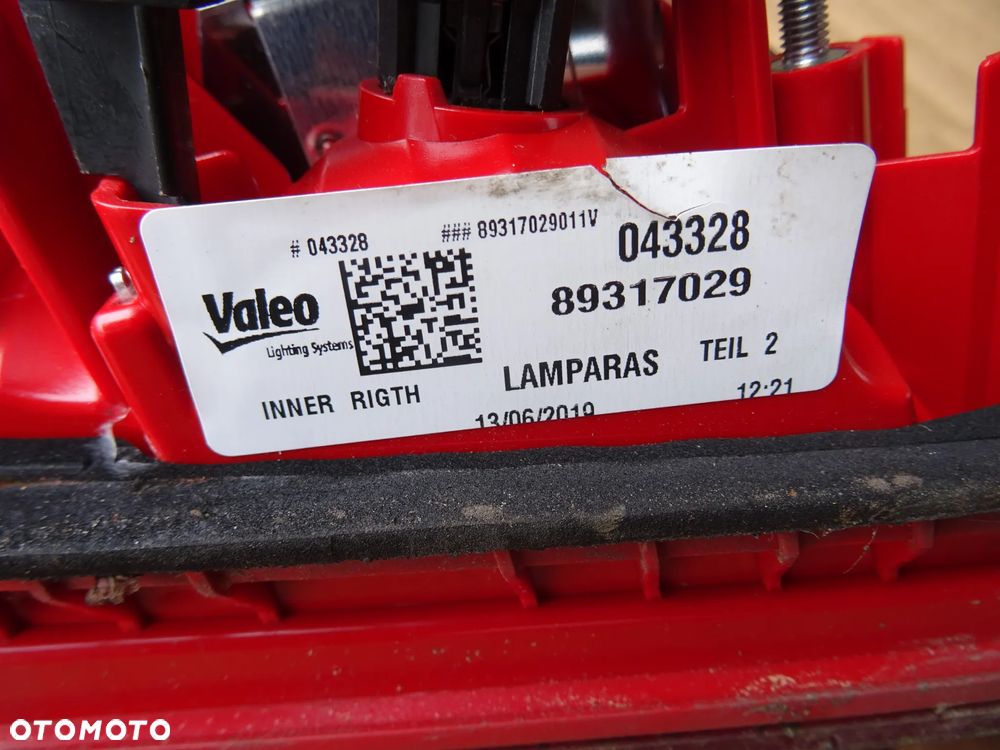 # 043328 ### 89317029011V 043328
89317029
Valeo
Lighting Systems
INNER RIGTH LAMPARAS TEIL 2
13/06/2019 12:21
OTOMOTO